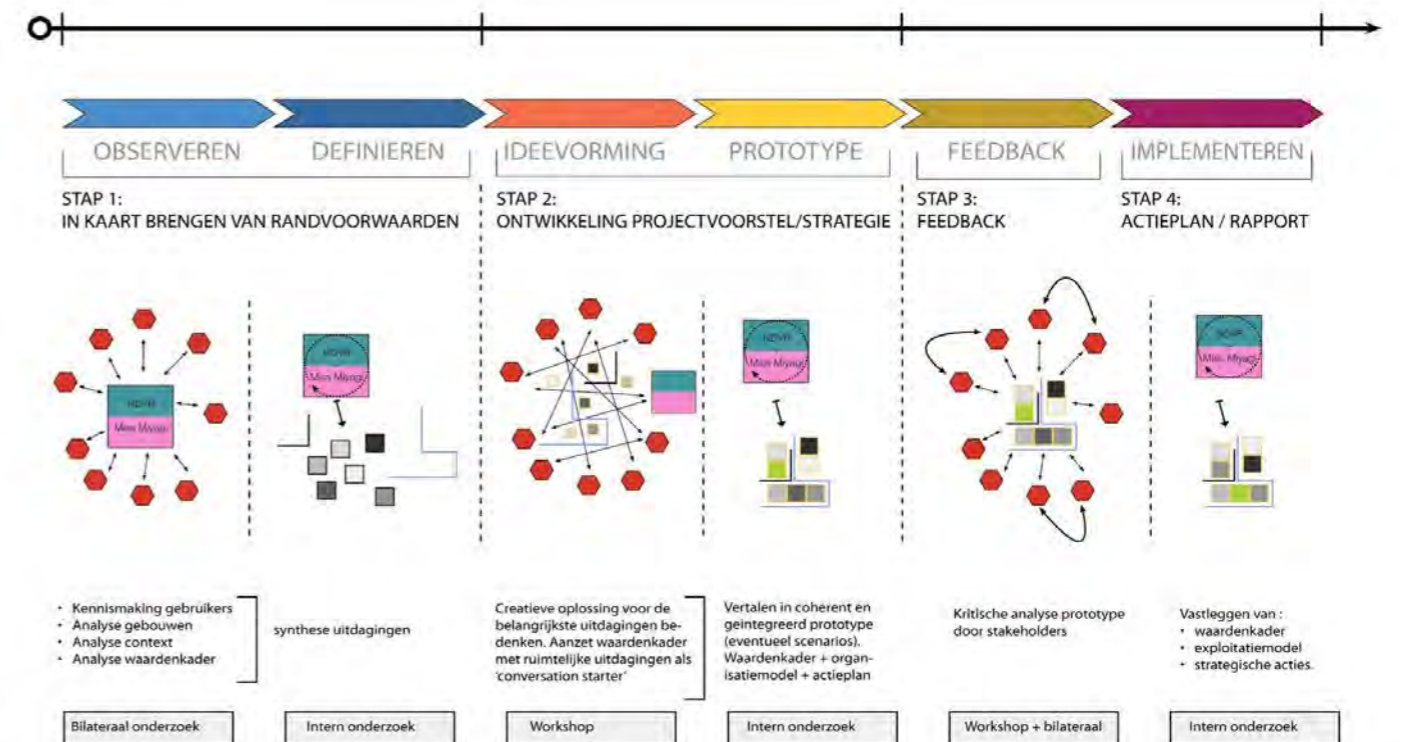 OBSERVEREN
DEFINIEREN
IDEEVORMING
PROTOTYPE
FEEDBACK
IMPLEMENTEREN
STAP 1:
IN KAART BRENGEN VAN RANDVOORWAARDEN
STAP 2:
ONTWIKKELING PROJECTVOORSTEL/STRATEGIE
STAP 3:
FEEDBACK
STAP 4:
ACTIEPLAN / RAPPORT
Miss Miyagi
Miss Miyagi
Miss Miyagi
Miss Miyagi
• Kennismaking gebruikers
• Analyse gebouwen
• Analyse context
• Analyse waardenkader
synthese uitdagingen
Creatieve oplossing voor de
belangrijkste uitdagingen be-
denken. Aanzet waardenkader
met ruimtelijke uitdagingen als
'conversation starter'
Vertalen in coherent en
geintegreerd prototype
(eventueel scenarios).
Waardenkader + organ-
isatiemodel + actieplan
Kritische analyse prototype
door stakeholders
Vastleggen van :
• waardenkader
• exploitatiemodel
• strategische acties.
Bilateraal onderzoek
Intern onderzoek
Workshop
Intern onderzoek
Workshop + bilateraal
Intern onderzoek